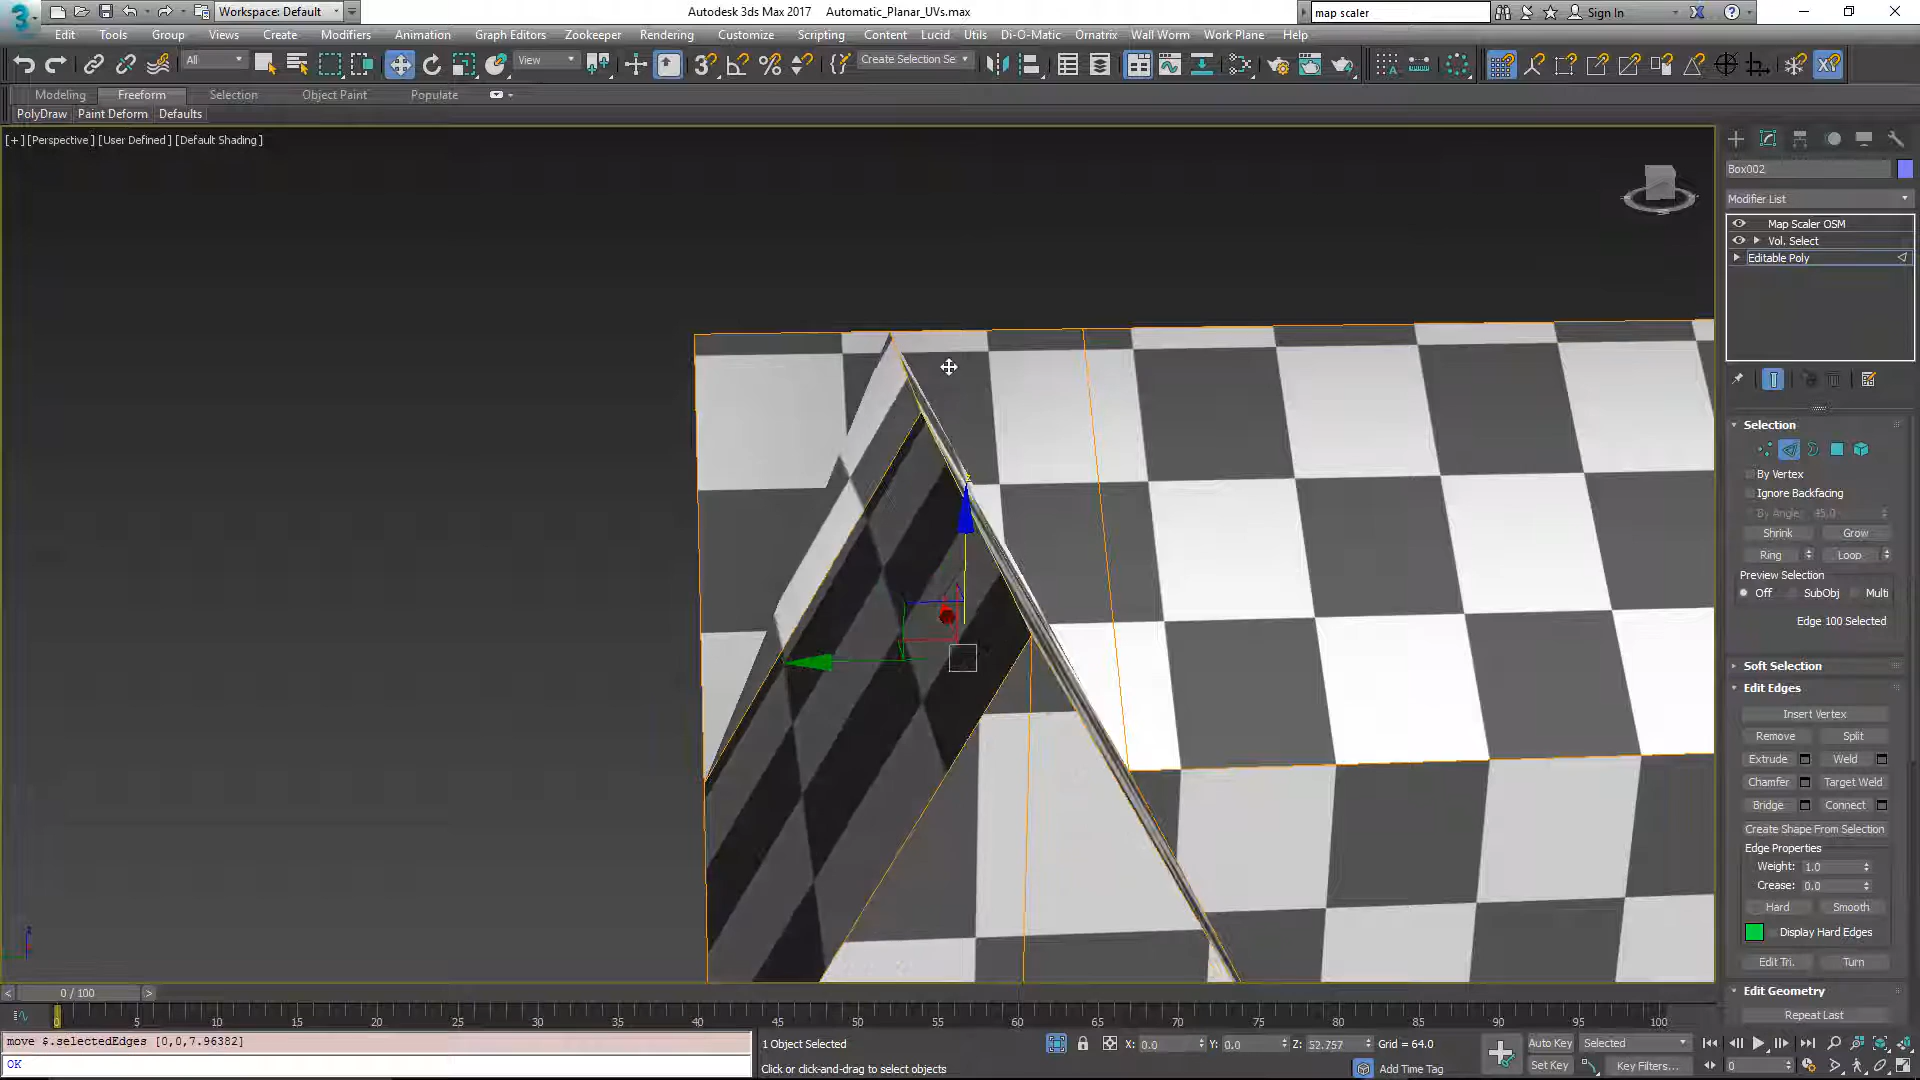 Workspace: Default
Autodesk 3ds Max 2017 Automatic_Planar_UVs.max
map scaler
Sign In
Edit Tools Group Views Create Modifiers Animation Graph Editors Zookeeper Rendering Customize Scripting Content Lucid Utils Di-O-Matic Ornatrix Wall Worm Work Plane Help
All
View
Create Selection Se
Modeling Freeform Selection Object Paint Populate
PolyDraw Paint Deform Defaults
[+] [Perspective ] [User Defined ] [Default Shading ]
Box002
Modifier List
Map Scaler OSM
Vol. Select
Editable Poly
Selection
By Vertex
Ignore Backfacing
By Angle: 45.0
Shrink Grow
Ring Loop
Preview Selection
Off SubObj Multi
Edge 100 Selected
Soft Selection
Edit Edges
Insert Vertex
Remove Split
Extrude Weld
Chamfer Target Weld
Bridge Connect
Create Shape From Selection
Edge Properties
Weight: 1.0
Crease: 0.0
Hard Smooth
Display Hard Edges
Edit Tri. Turn
Edit Geometry
Repeat Last
0 / 100
5 10 15 20 25 30 35 40 45 50 55 60 65 70 75 80 85 90 95 100
move $.selectedEdges [0,0,7.96382]
OK
1 Object Selected
Click or click-and-drag to select objects
X: 0.0 Y: 0.0 Z: 52.757 Grid = 64.0
Add Time Tag
Auto Key Selected
Set Key Key Filters...
0